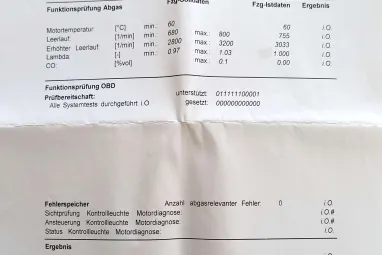 Funktionsprüfung Abgas Fzg-Istdaten Ergebnis
Motortemperatur [°C] min.: 60 60 i.O.
Leerlauf: [1/min] min.: 680 max.: 800 755 i.O.
Erhöhter Leerlauf [1/min] min.: 2800 max.: 3200 3033 i.O.
Lambda: [-] min.: 0.97 max.: 1.03 1.000 i.O.
CO: [%vol] max.: 0.1 0.00 i.O.
Funktionsprüfung OBD
Prüfbereitschaft: unterstützt: 011111100001
Alle Systemtests durchgeführt i.O. gesetzt: 000000000000
Fehlerspeicher Anzahl abgasrelevanter Fehler: 0 i.O.
Sichtprüfung Kontrollleuchte Motordiagnose: i.O.#
Ansteuerung Kontrollleuchte Motordiagnose: i.O.#
Status Kontrollleuchte Motordiagnose: i.O.
Ergebnis